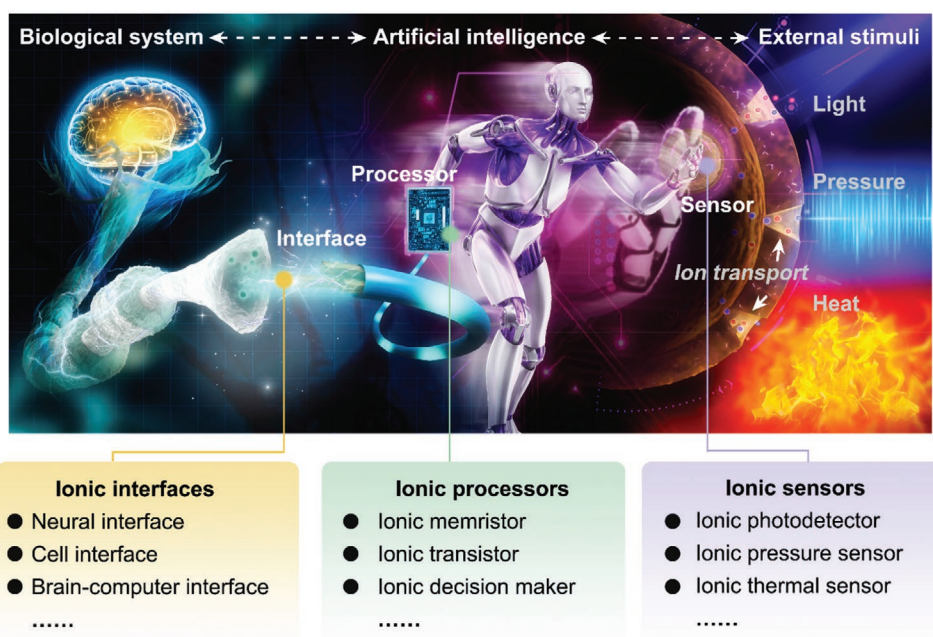 Biological system
Artificial intelligence
External stimuli
Light
Processor
Pressure
Sensor
Interface
Ion transport
Heat
Ionic interfaces
● Neural interface
● Cell interface
● Brain-computer interface
......
Ionic processors
● Ionic memristor
● Ionic transistor
● Ionic decision maker
......
Ionic sensors
● Ionic photodetector
● Ionic pressure sensor
● Ionic thermal sensor
......